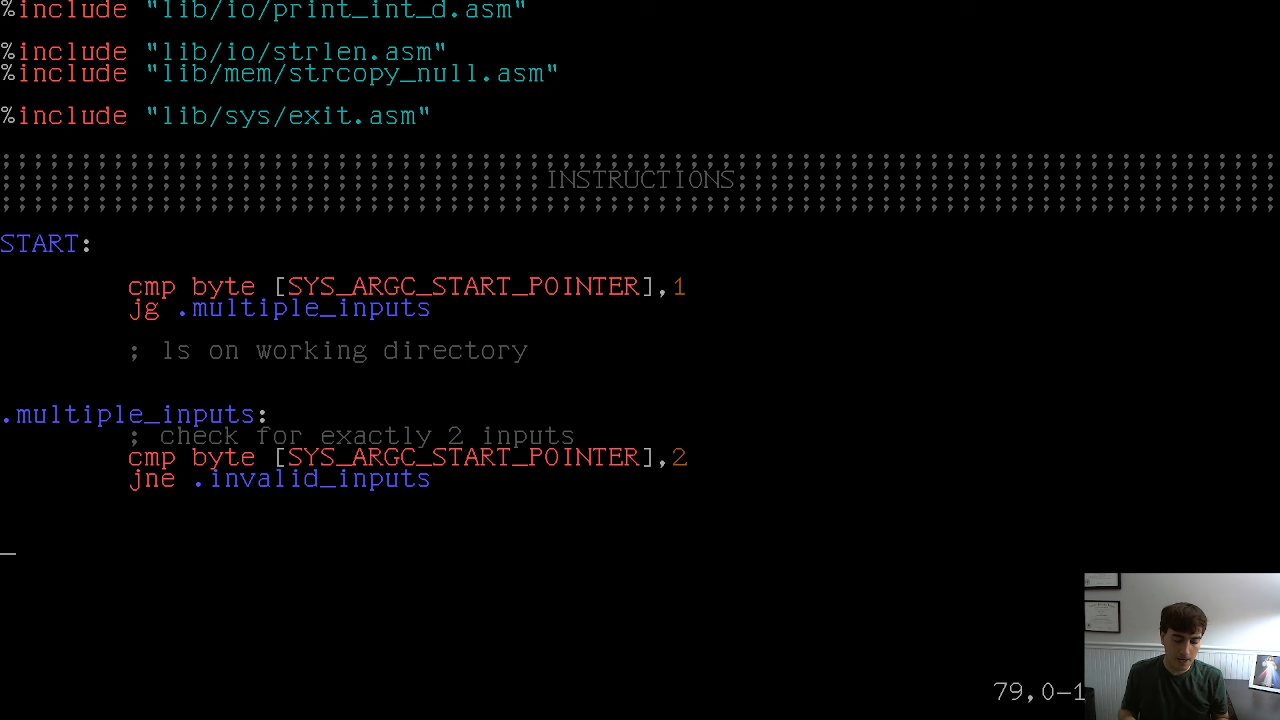 %include "lib/io/print_int_d.asm"
%include "lib/io/strlen.asm"
%include "lib/mem/strcopy_null.asm"
%include "lib/sys/exit.asm"
;;;;;;;;;;;;;;;;;;;;;;;;;;;;;;;;;;;;;;;;;;;;;;;;;;;;;;;;;;;;;;;;;;;;;;;;;;;;;;;;
;;;;;;;;;;;;;;;;;;;;;;;;;;;;;;;;;;INSTRUCTIONS;;;;;;;;;;;;;;;;;;;;;;;;;;;;;;;;;;
;;;;;;;;;;;;;;;;;;;;;;;;;;;;;;;;;;;;;;;;;;;;;;;;;;;;;;;;;;;;;;;;;;;;;;;;;;;;;;;;
START:
cmp byte [SYS_ARGC_START_POINTER],1
jg .multiple_inputs
; ls on working directory
.multiple_inputs:
; check for exactly 2 inputs
cmp byte [SYS_ARGC_START_POINTER],2
jne .invalid_inputs
79,0-1